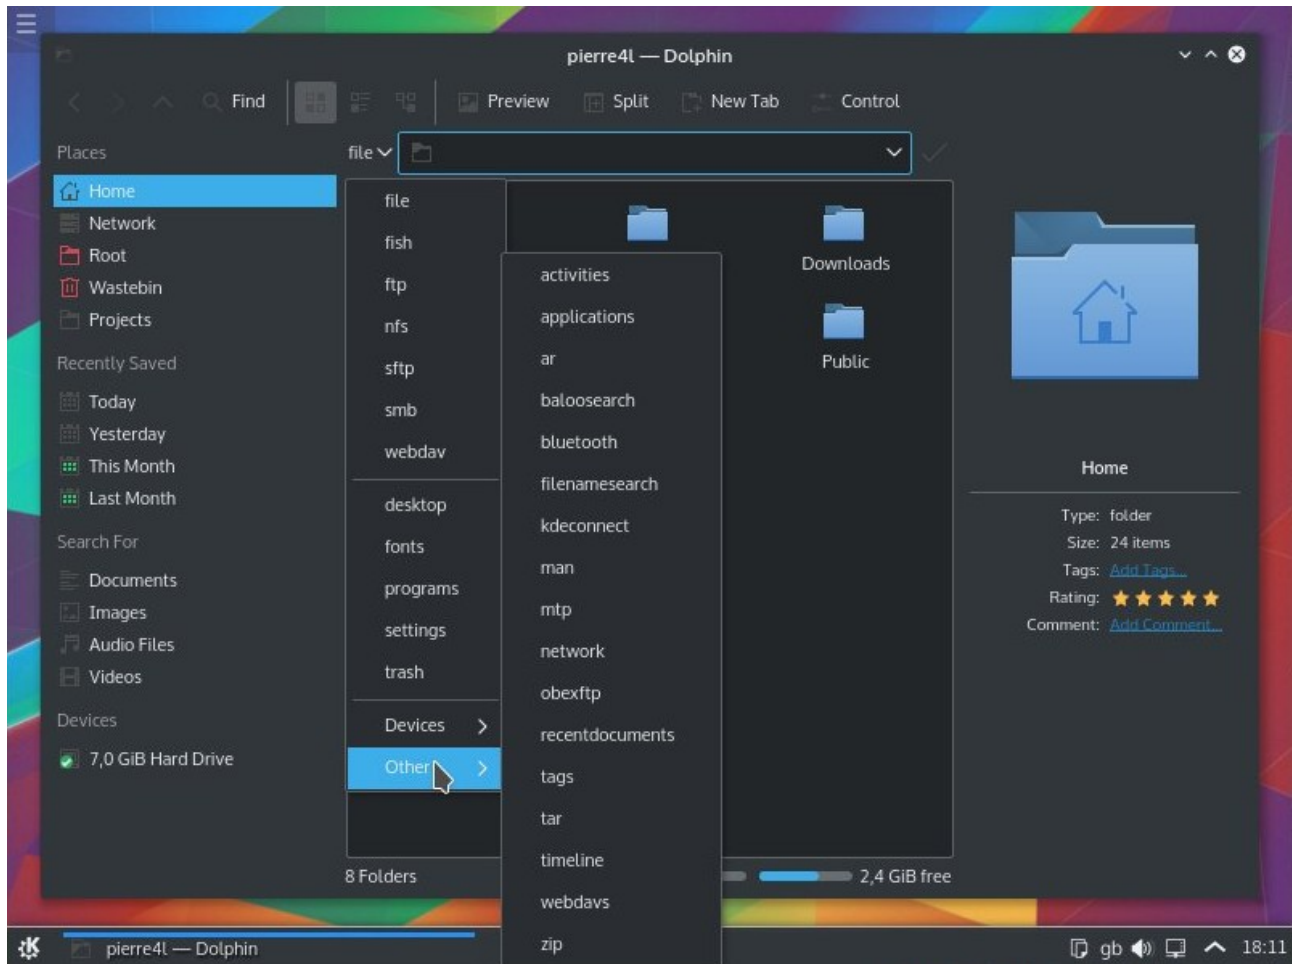 pierre4l — Dolphin
Find
Preview
Split
New Tab
Control
Places
Home
Network
Root
Wastebin
Projects
Recently Saved
Today
Yesterday
This Month
Last Month
Search For
Documents
Images
Audio Files
Videos
Devices
7,0 GiB Hard Drive
file
file
fish
ftp
nfs
sftp
smb
webdav
desktop
fonts
programs
settings
trash
Devices
Other
activities
applications
ar
baloosearch
bluetooth
filenamesearch
kdeconnect
man
mtp
network
obexftp
recentdocuments
tags
tar
timeline
webdavs
zip
Downloads
Public
Home
Type: folder
Size: 24 items
Tags: Add Tags...
Rating:
Comment: Add Comment...
8 Folders
2,4 GiB free
pierre4l — Dolphin
gb
18:11